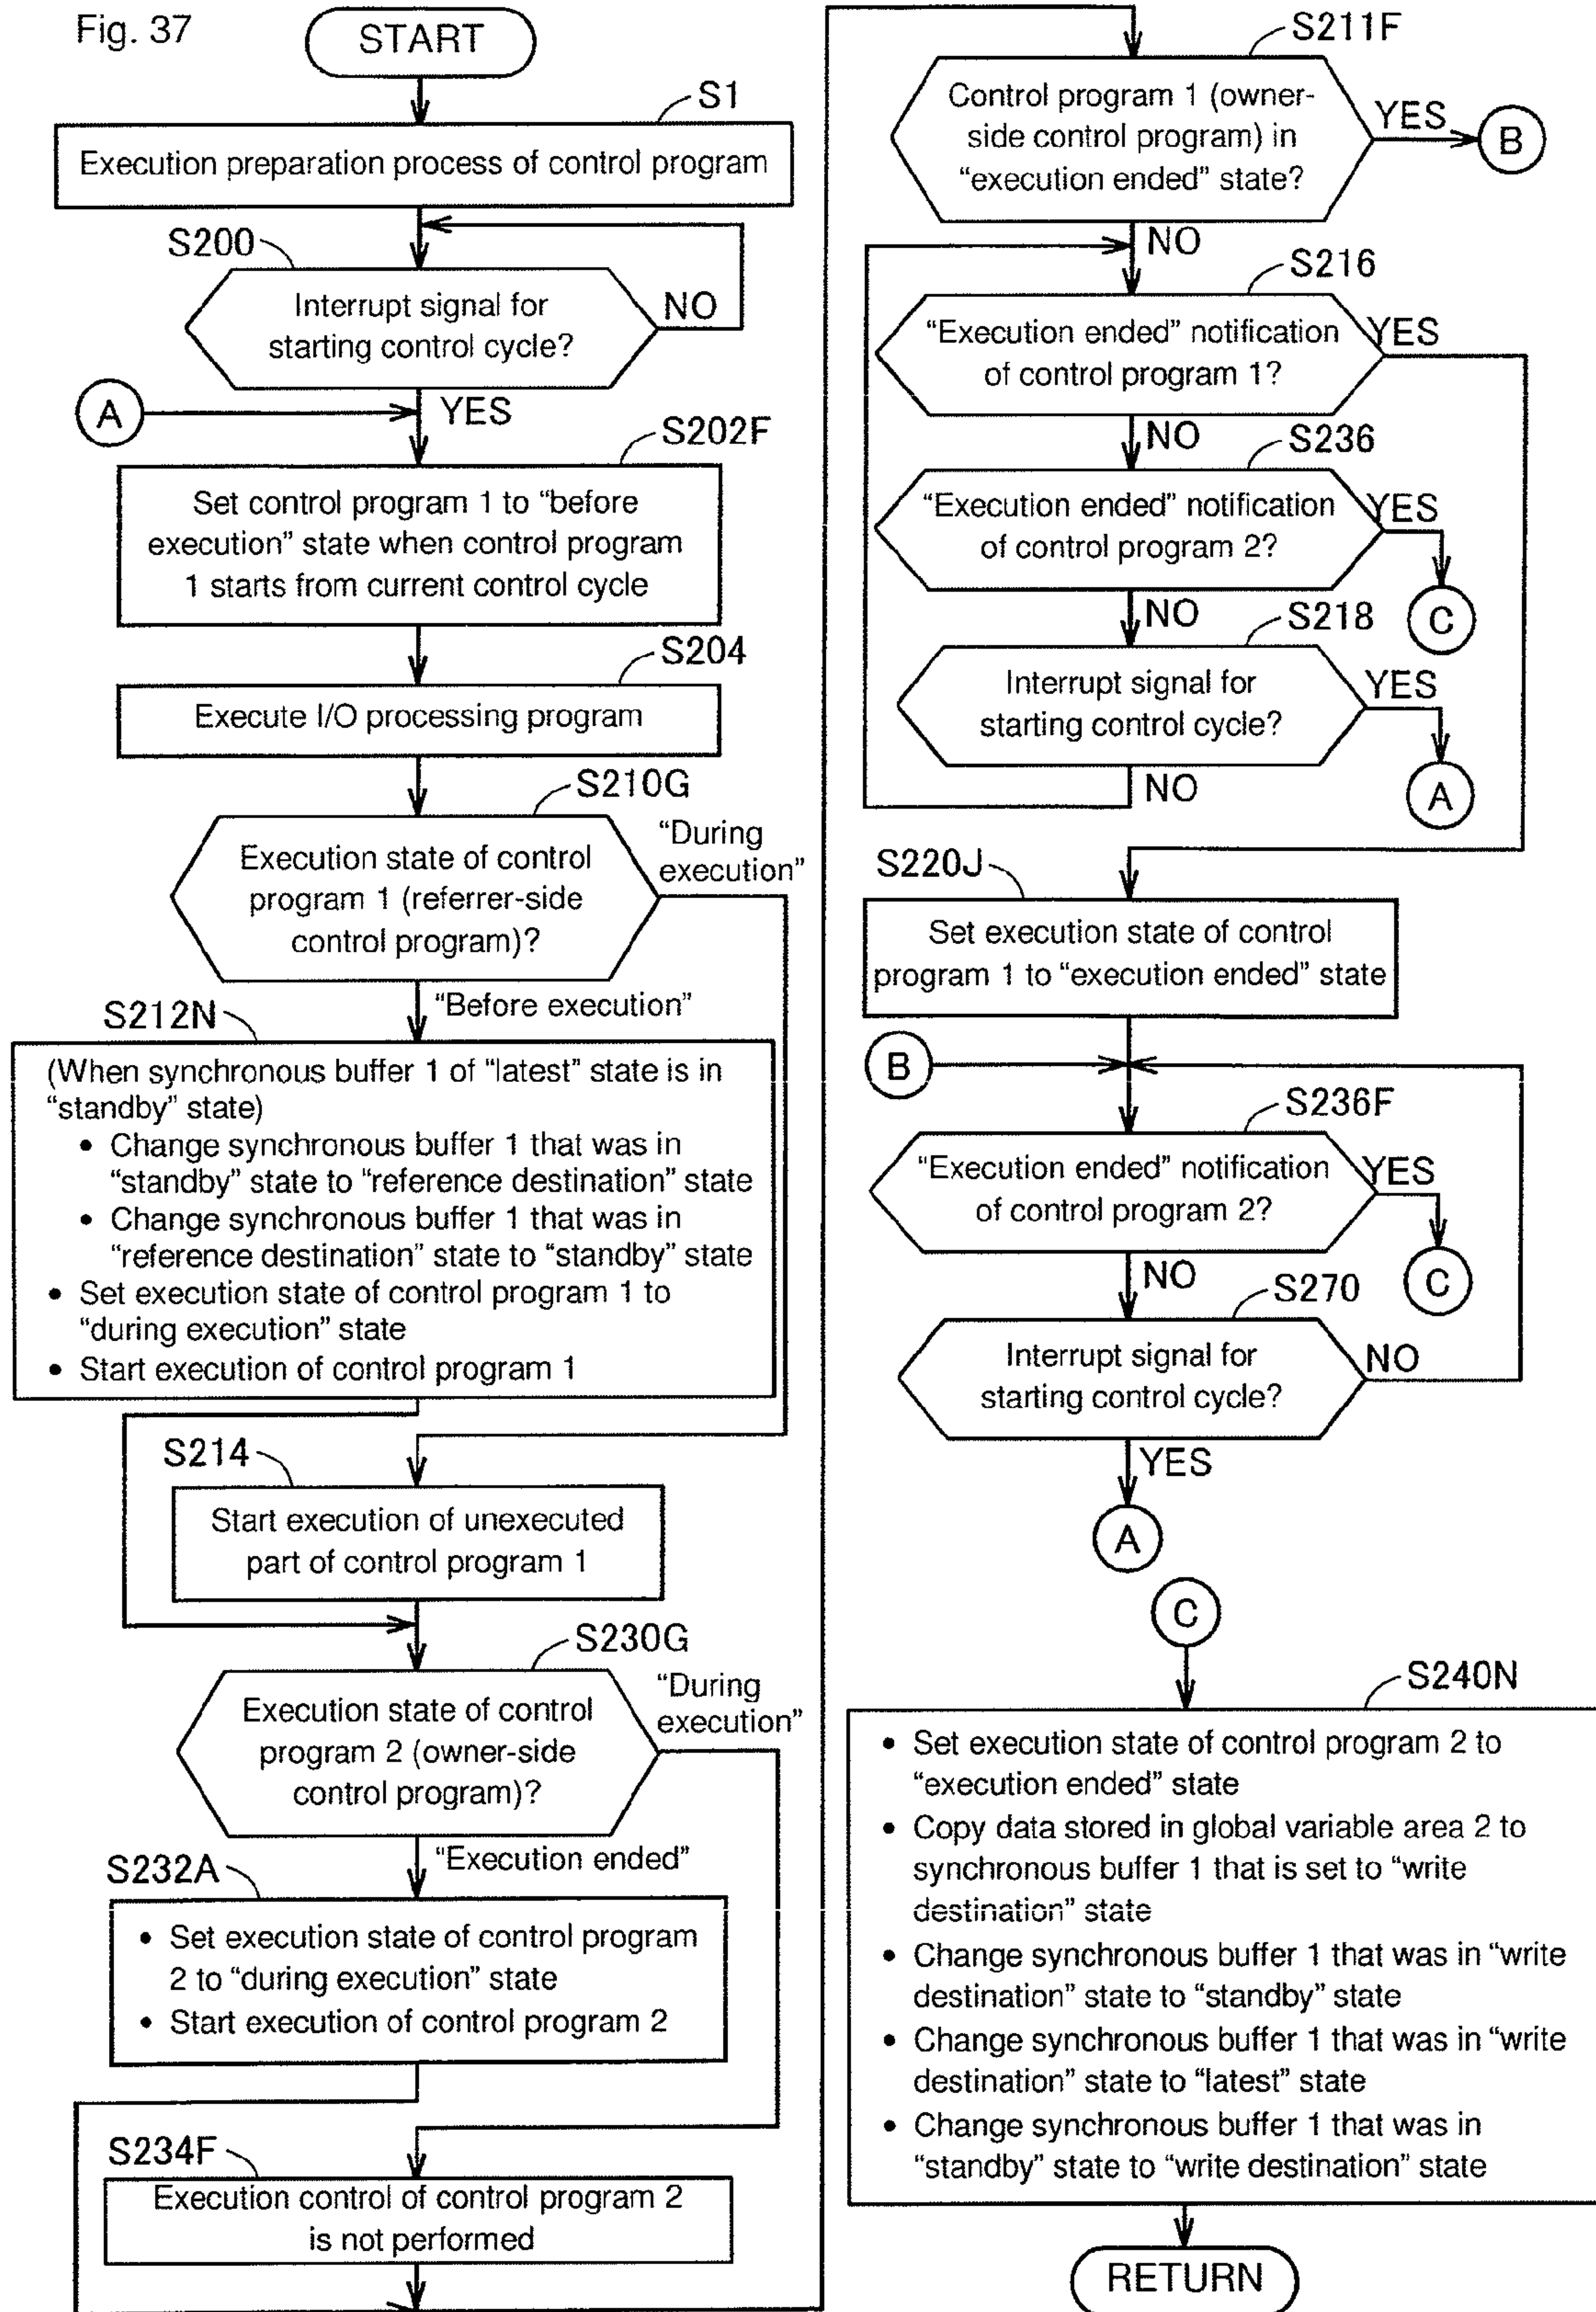 Fig. 37
START
S1
Execution preparation process of control program
S200
Interrupt signal for
starting control cycle?
NO
A
YES
S202F
Set control program 1 to “before
execution” state when control program
1 starts from current control cycle
S204
Execute I/O processing program
S210G
Execution state of control
program 1 (referrer-side
control program)?
“During
execution”
“Before execution”
S212N
(When synchronous buffer 1 of “latest” state is in
“standby” state)
• Change synchronous buffer 1 that was in
“standby” state to “reference destination” state
• Change synchronous buffer 1 that was in
“reference destination” state to “standby” state
• Set execution state of control program 1 to
“during execution” state
• Start execution of control program 1
S214
Start execution of unexecuted
part of control program 1
S230G
Execution state of control
program 2 (owner-side
control program)?
“During
execution”
“Execution ended”
S232A
• Set execution state of control program
2 to “during execution” state
• Start execution of control program 2
S234F
Execution control of control program 2
is not performed
S211F
Control program 1 (owner-
side control program) in
“execution ended” state?
YES
B
NO
S216
“Execution ended” notification
of control program 1?
YES
NO
S236
“Execution ended” notification
of control program 2?
YES
C
NO
S218
Interrupt signal for
starting control cycle?
YES
A
NO
S220J
Set execution state of control
program 1 to “execution ended” state
B
S236F
“Execution ended” notification
of control program 2?
YES
C
NO
S270
Interrupt signal for
starting control cycle?
NO
YES
A
C
S240N
• Set execution state of control program 2 to
“execution ended” state
• Copy data stored in global variable area 2 to
synchronous buffer 1 that is set to “write
destination” state
• Change synchronous buffer 1 that was in “write
destination” state to “standby” state
• Change synchronous buffer 1 that was in “write
destination” state to “latest” state
• Change synchronous buffer 1 that was in
“standby” state to “write destination” state
RETURN